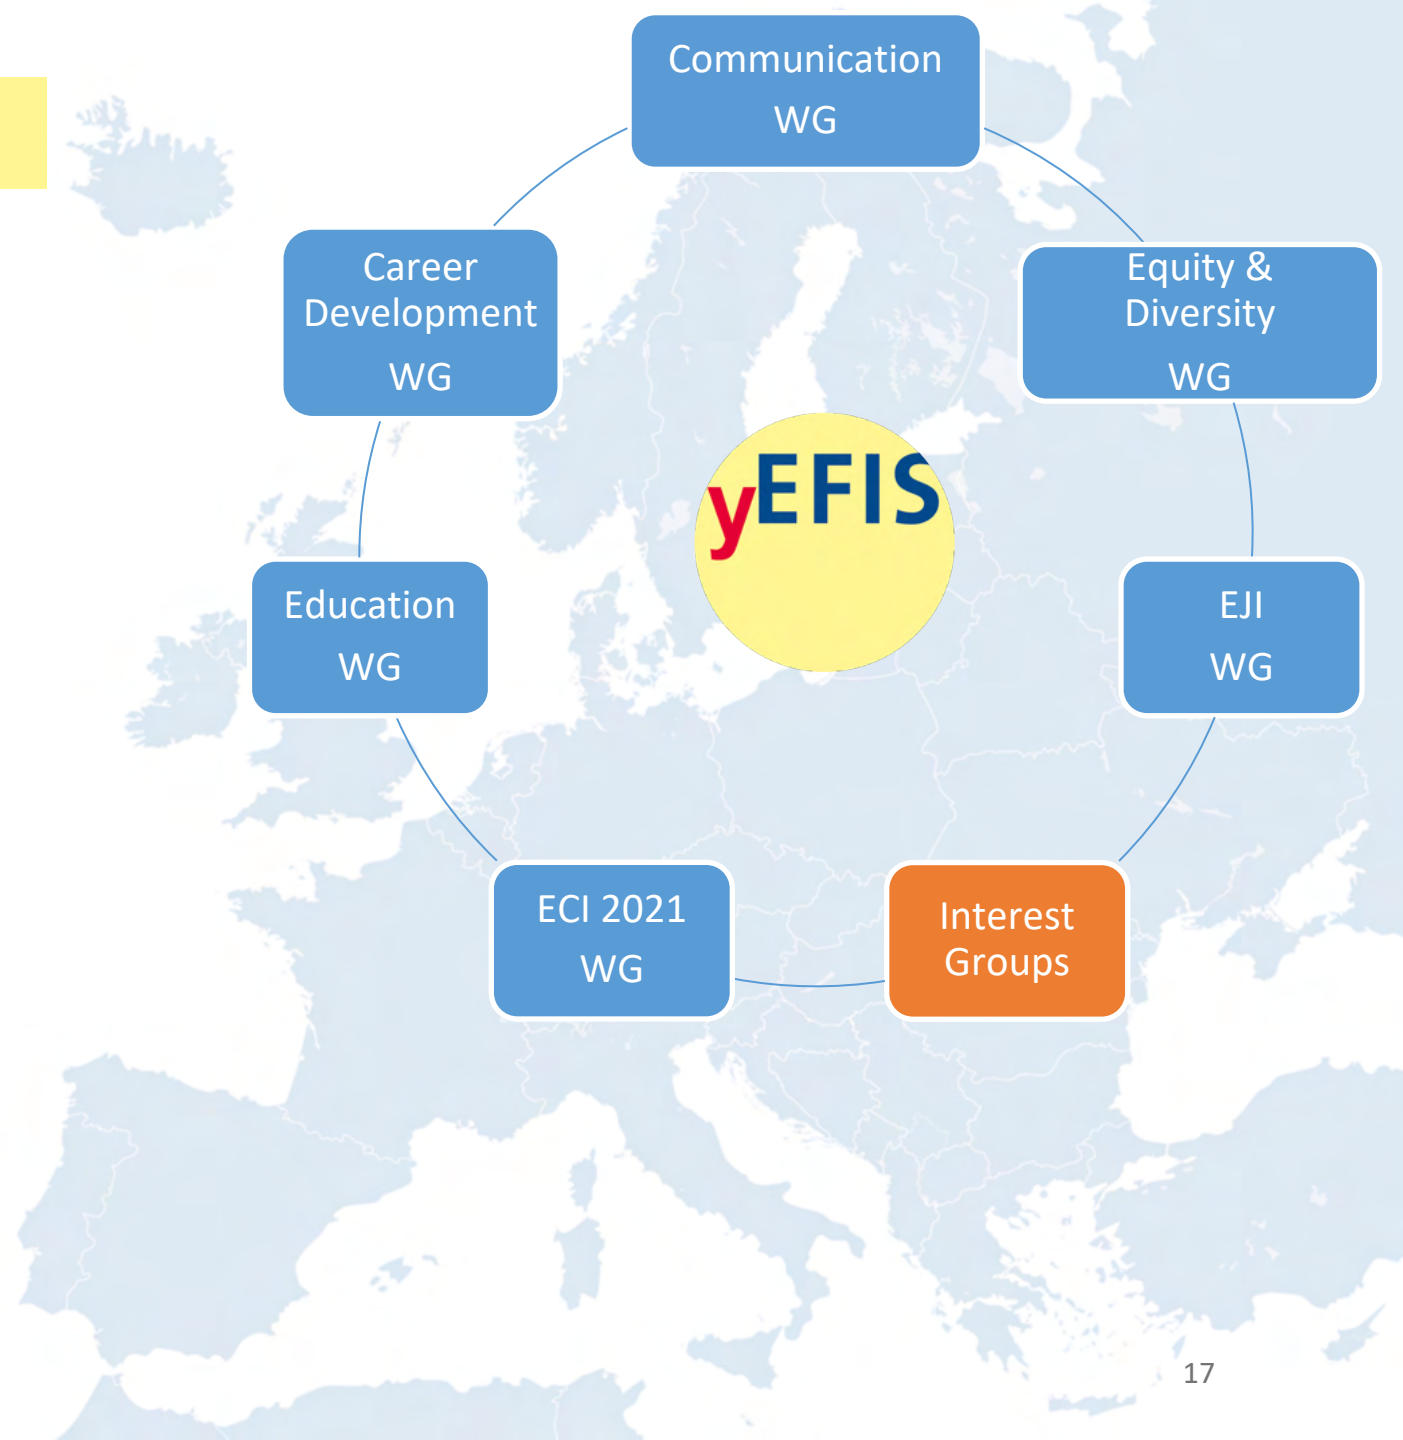 Communication
WG
Career
Development
WG
Equity &
Diversity
WG
yEFIS
Education
WG
EJI
WG
ECI 2021
WG
Interest
Groups
17